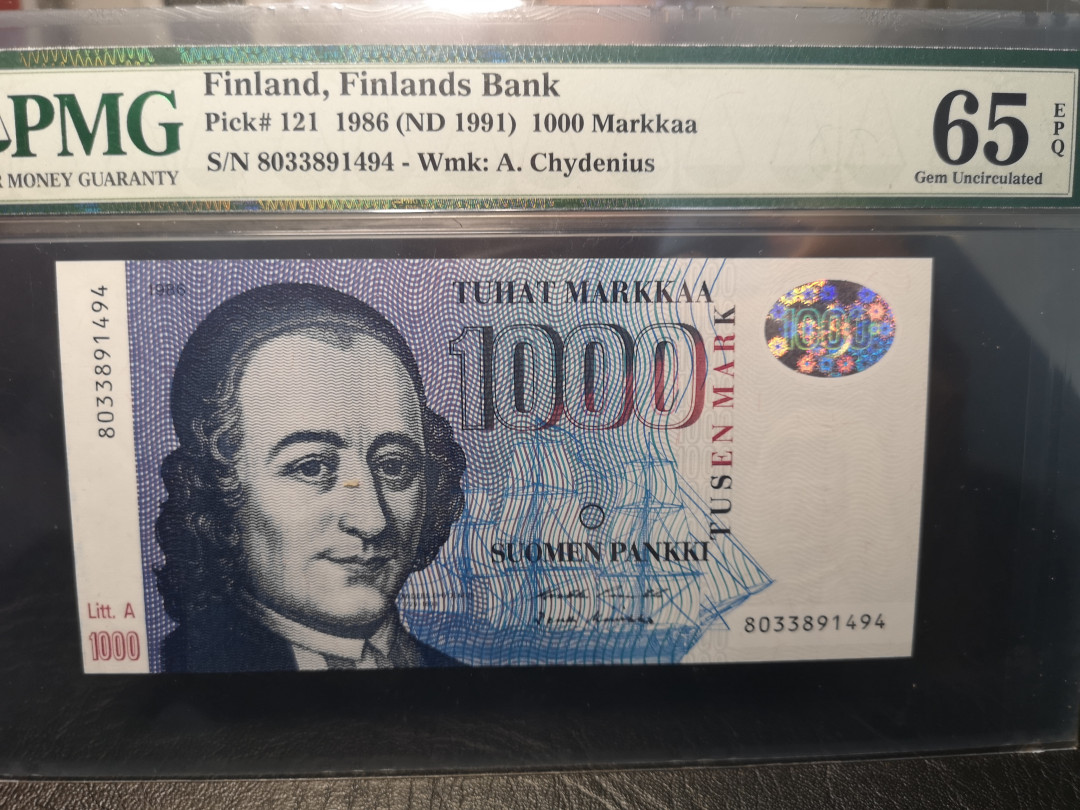 PMG
MONEY GUARANTY
Finland, Finlands Bank
Pick# 121 1986 (ND 1991) 1000 Markkaa
S/N 8033891494 - Wmk: A. Chydenius
65
EPQ
Gem Uncirculated
8033891494
1986
TUHAT MARKKAA
1000
TUSEN MARK
1000
SUOMEN PANKKI
Litt. A
1000
8033891494